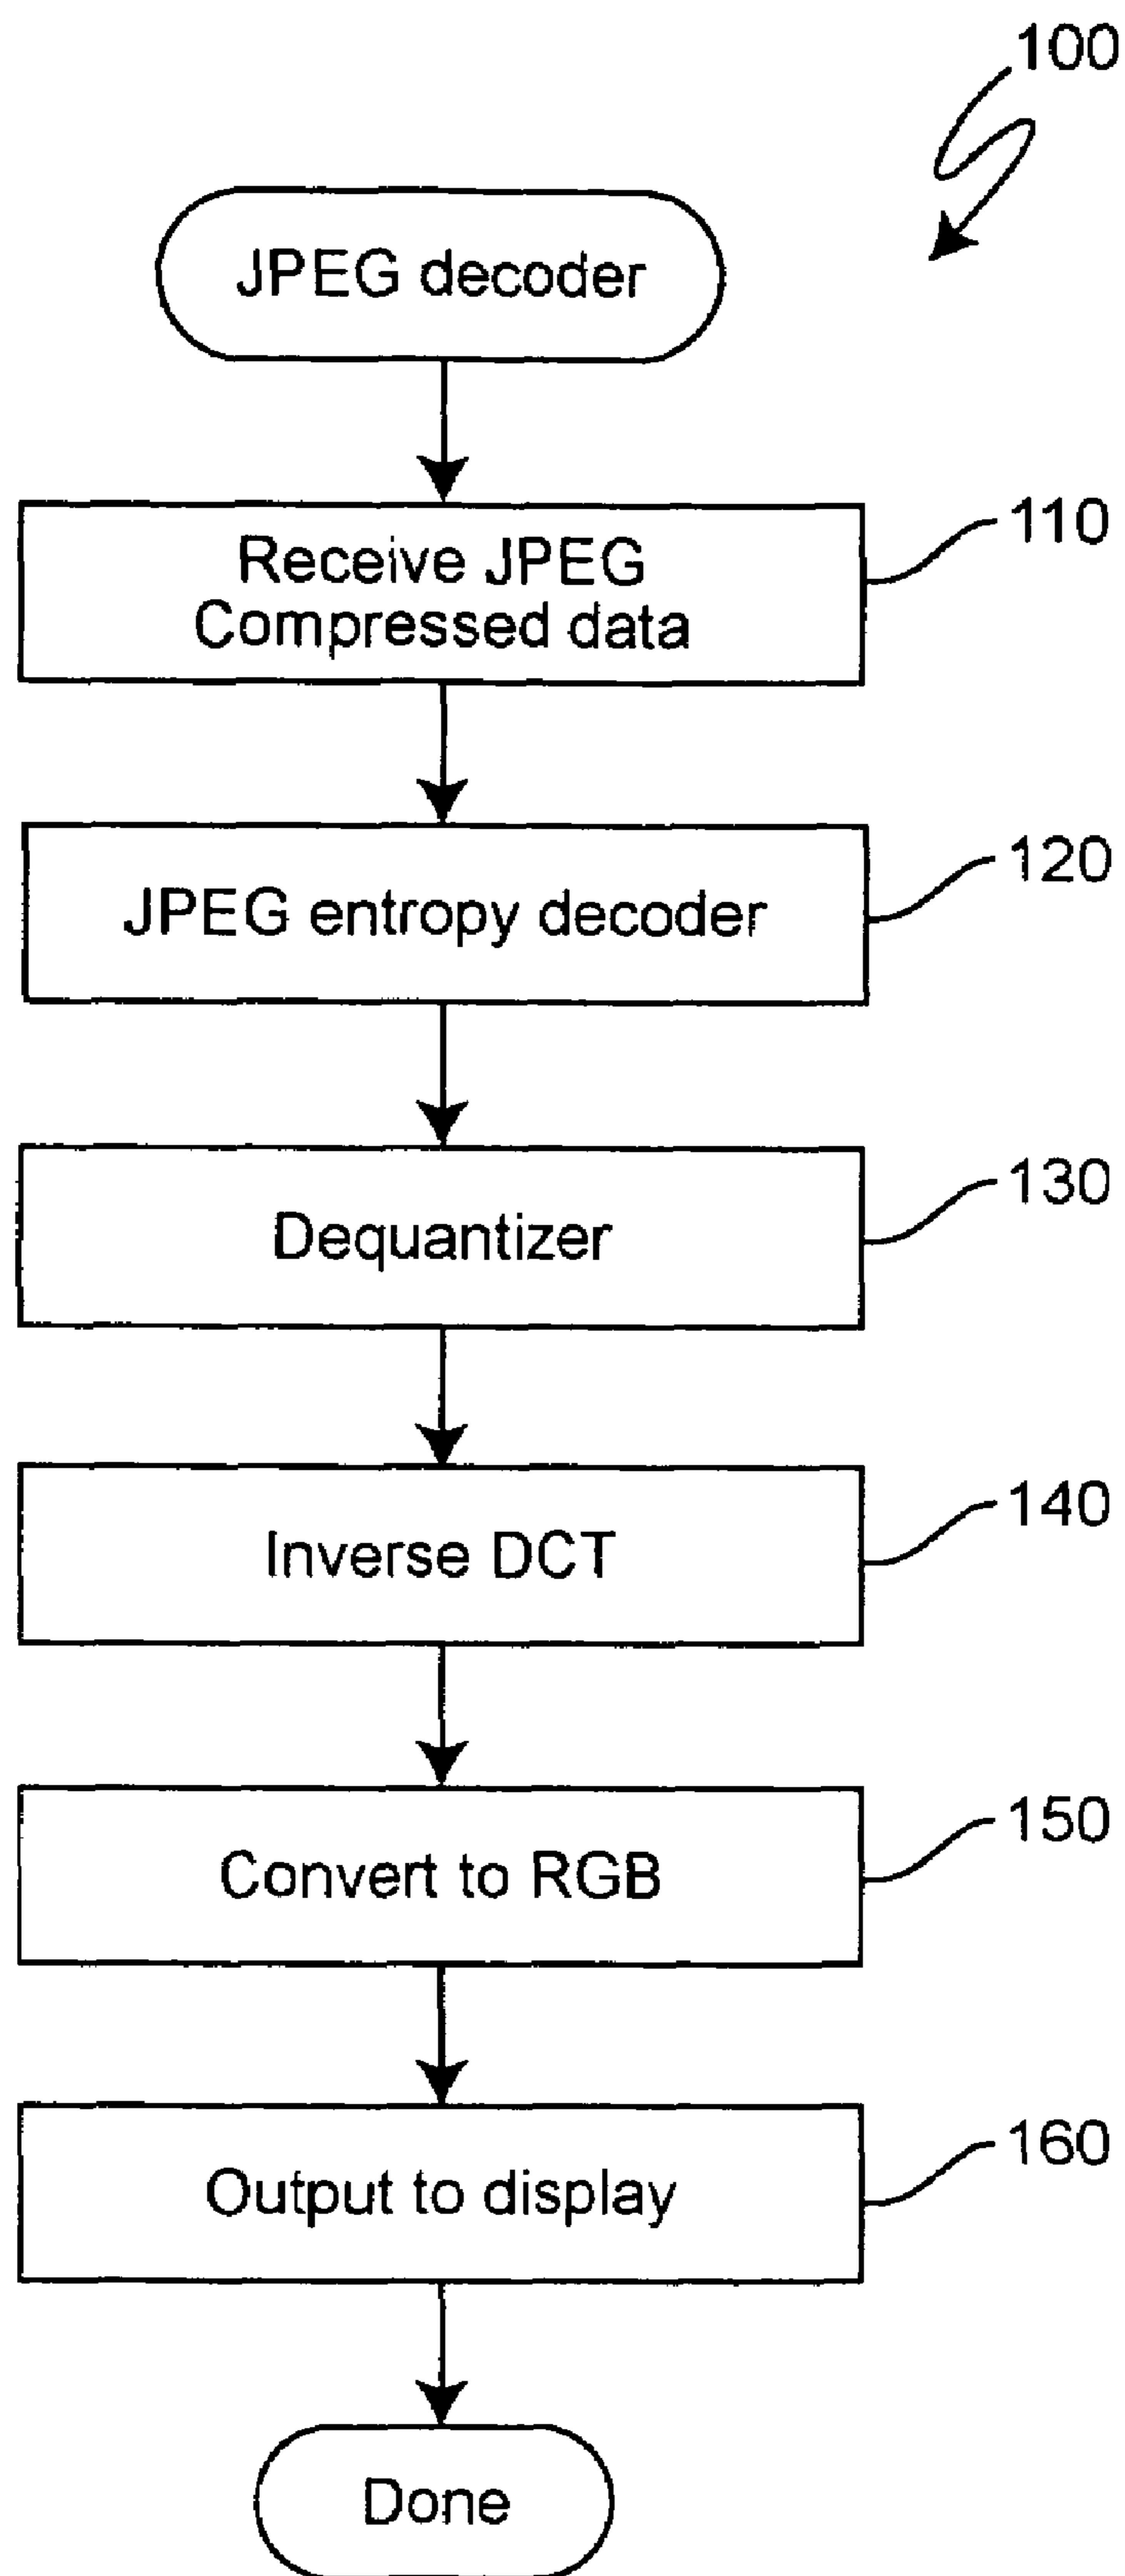 100
JPEG decoder
Receive JPEG
Compressed data
110
JPEG entropy decoder
120
Dequantizer
130
Inverse DCT
140
Convert to RGB
150
Output to display
160
Done